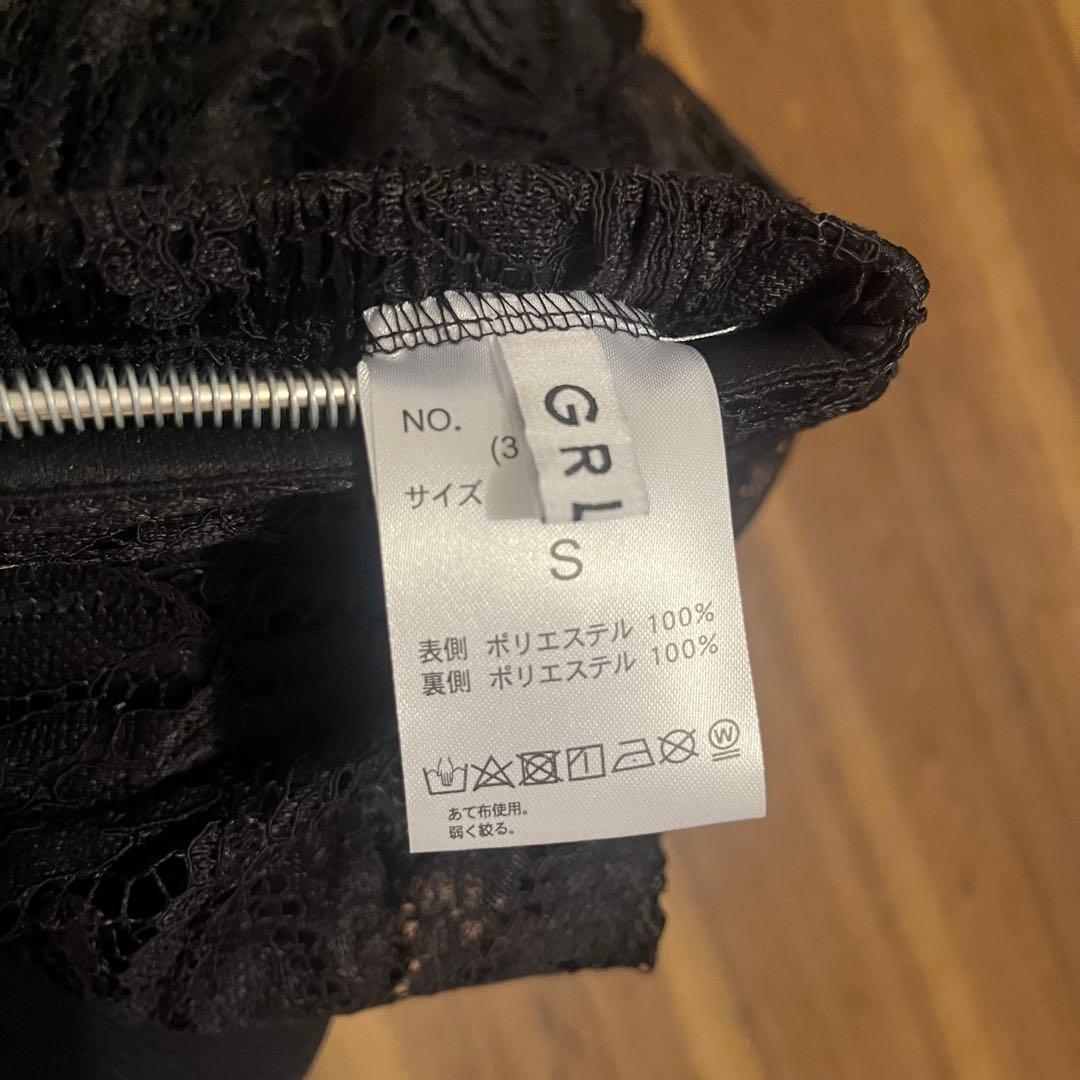 NO.
(3
GRL
サイズ
S
表側 ポリエステル 100%
裏側 ポリエステル 100%
W
あて布使用。
弱く絞る。